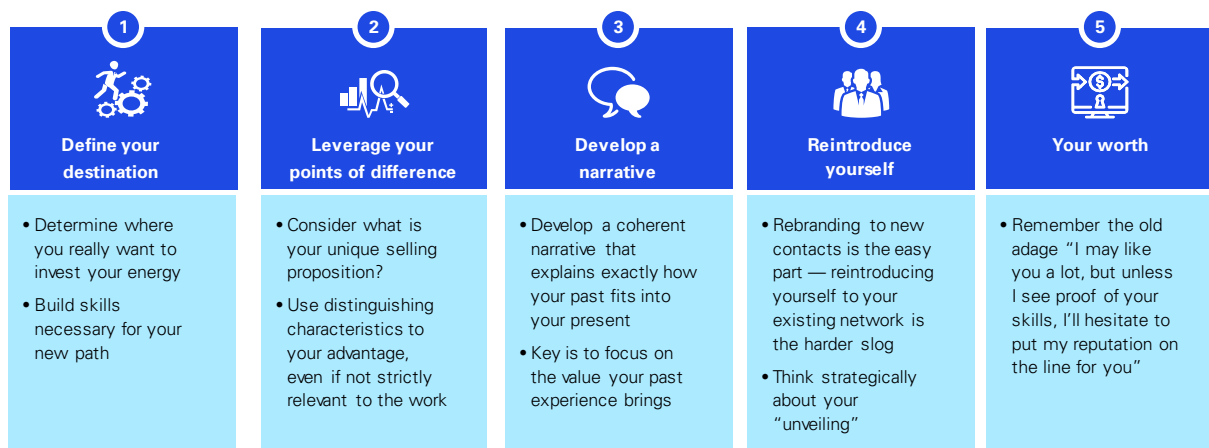 1
Define your
destination
• Determine where
you really want to
invest your energy
• Build skills
necessary for your
new path
2
Leverage your
points of difference
• Consider what is
your unique selling
proposition?
• Use distinguishing
characteristics to
your advantage,
even if not strictly
relevant to the work
3
Develop a
narrative
• Develop a coherent
narrative that
explains exactly how
your past fits into
your present
• Key is to focus on
the value your past
experience brings
4
Reintroduce
yourself
• Rebranding to new
contacts is the easy
part — reintroducing
yourself to your
existing network is
the harder slog
• Think strategically
about your
“unveiling”
5
Your worth
$
• Remember the old
adage “I may like
you a lot, but unless
I see proof of your
skills, I’ll hesitate to
put my reputation on
the line for you”